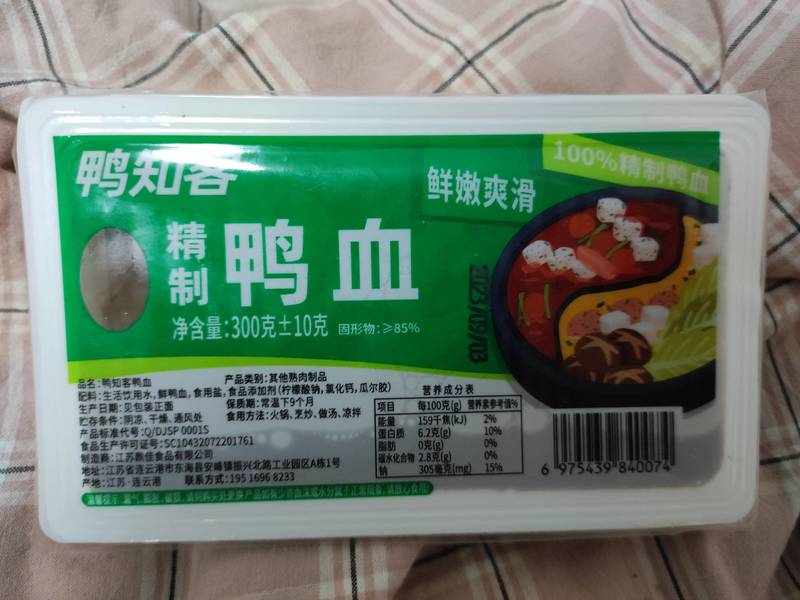 鸭知客
100%精制鸭血
鲜嫩爽滑
精制
鸭血
净含量:300克±10克 固形物:≥85%
2023/09/03
品名:鸭知客鸭血 产品类别:其他熟肉制品
配料:生活饮用水,鲜鸭血,食用盐,食品添加剂(柠檬酸钠,氯化钙,瓜尔胶)
生产日期:见包装正面 保质期:常温下9个月
贮存条件:阴凉、干燥、通风处 食用方法:火锅、烹炒、做汤、凉拌
产品标准代号:Q/DJSP 0001S
食品生产许可证号:SC10432072201761
制造商:江苏鹏佳食品有限公司
地址:江苏省连云港市东海县安峰镇振兴北路工业园区A栋1号
产地:江苏·连云港 联系方式:195 1696 8233
营养成分表
项目 每100克(g) 营养素参考值%
能量 159千焦(kJ) 2%
蛋白质 6.2克(g) 10%
脂肪 0克(g) 0%
碳水化合物 2.8克(g) 0%
钠 305毫克(mg) 15%
6 975439 840074